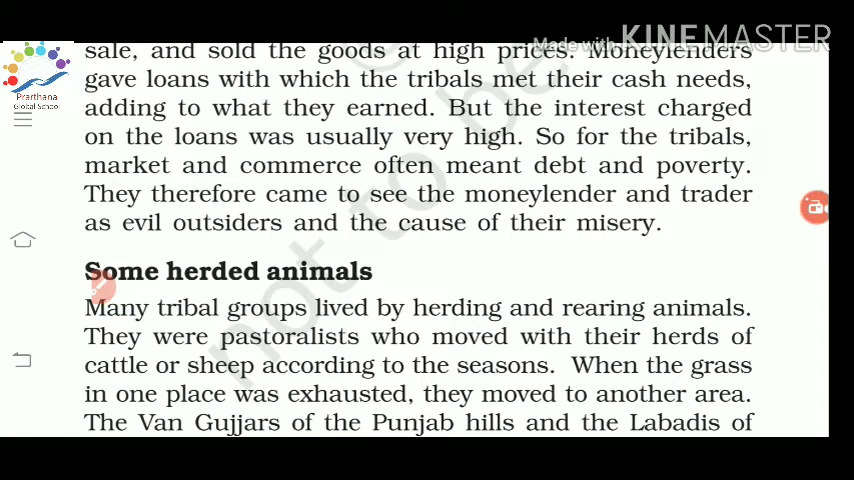 Made with KINEMASTER
Prarthana
Global School
sale, and sold the goods at high prices. Moneylenders
gave loans with which the tribals met their cash needs,
adding to what they earned. But the interest charged
on the loans was usually very high. So for the tribals,
market and commerce often meant debt and poverty.
They therefore came to see the moneylender and trader
as evil outsiders and the cause of their misery.
Some herded animals
Many tribal groups lived by herding and rearing animals.
They were pastoralists who moved with their herds of
cattle or sheep according to the seasons. When the grass
in one place was exhausted, they moved to another area.
The Van Gujjars of the Punjab hills and the Labadis of
not to be